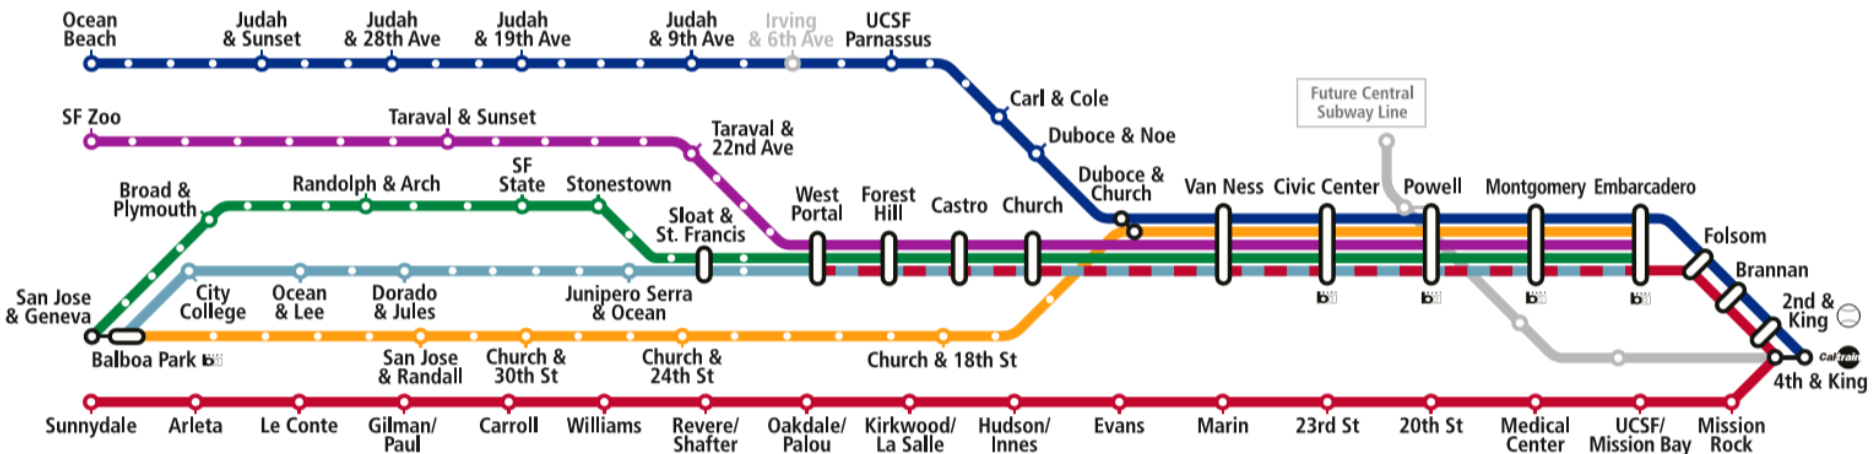 Ocean
Beach
Judah
& Sunset
Judah
& 28th Ave
Judah
& 19th Ave
Judah
& 9th Ave
Irving
& 6th Ave
UCSF
Parnassus
Carl & Cole
Duboce & Noe
Duboce &
Church
Future Central
Subway Line
SF Zoo
Taraval & Sunset
Taraval &
22nd Ave
Broad &
Plymouth
Randolph & Arch
SF
State
Stonestown
Sloat &
St. Francis
West
Portal
Forest
Hill
Castro
Church
Van Ness
Civic Center
Powell
Montgomery
Embarcadero
Folsom
Brannan
2nd &
King
Caltrain
4th & King
San Jose
& Geneva
Balboa Park
City
College
Ocean
& Lee
Dorado
& Jules
Junipero Serra
& Ocean
San Jose
& Randall
Church &
30th St
Church &
24th St
Church & 18th St
Sunnydale
Arleta
Le Conte
Gilman/
Paul
Carroll
Williams
Revere/
Shafter
Oakdale/
Palou
Kirkwood/
La Salle
Hudson/
Innes
Evans
Marin
23rd St
20th St
Medical
Center
UCSF/
Mission Bay
Mission
Rock